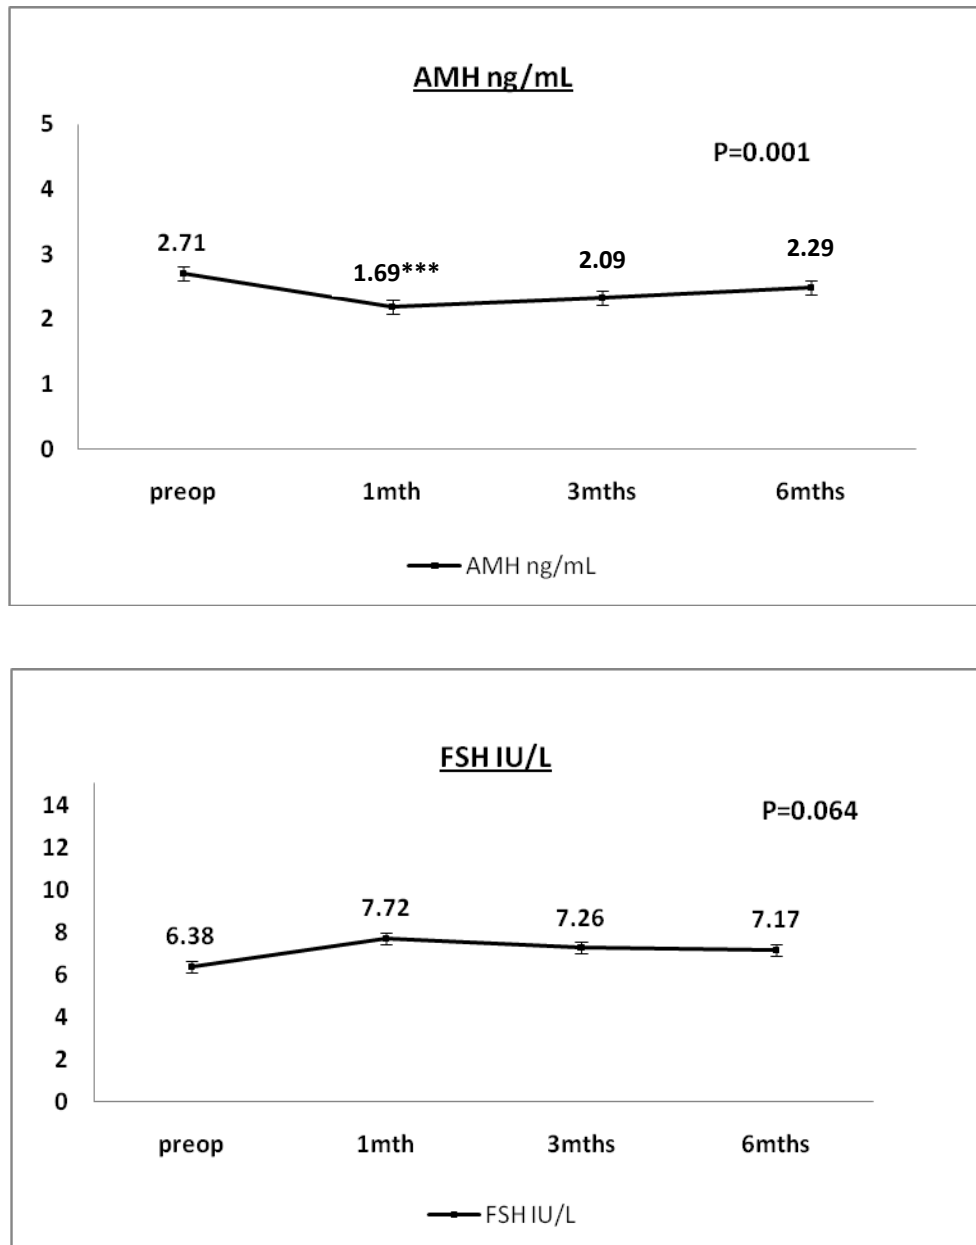 AMH ng/mL
5
P=0.001
4
3
2.71
1.69***
2.09
2.29
2
1
0
preop 1mth 3mths 6mths
AMH ng/mL
FSH IU/L
14
P=0.064
12
10
8
6.38
7.72
7.26
7.17
6
4
2
0
preop 1mth 3mths 6mths
FSH IU/L